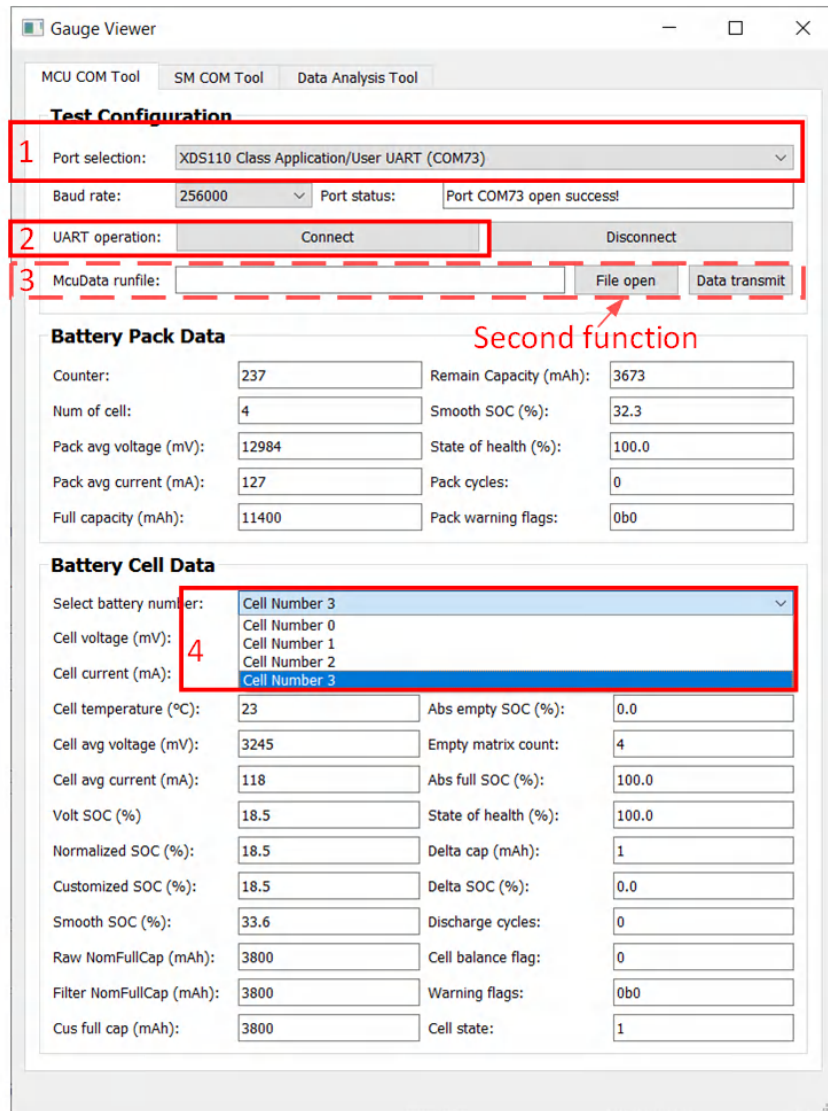 Gauge Viewer
MCU COM Tool SM COM Tool Data Analysis Tool
Test Configuration
1 Port selection: XDS110 Class Application/User UART (COM73)
Baud rate: 256000 Port status: Port COM73 open success!
2 UART operation: Connect Disconnect
3 McuData runfile: File open Data transmit
Second function
Battery Pack Data
Counter: 237 Remain Capacity (mAh): 3673
Num of cell: 4 Smooth SOC (%): 32.3
Pack avg voltage (mV): 12984 State of health (%): 100.0
Pack avg current (mA): 127 Pack cycles: 0
Full capacity (mAh): 11400 Pack warning flags: 0b0
Battery Cell Data
Select battery number: Cell Number 3
Cell Number 0
Cell voltage (mV): Cell Number 1
4 Cell Number 2
Cell current (mA): Cell Number 3
Cell temperature (ºC): 23 Abs empty SOC (%): 0.0
Cell avg voltage (mV): 3245 Empty matrix count: 4
Cell avg current (mA): 118 Abs full SOC (%): 100.0
Volt SOC (%) 18.5 State of health (%): 100.0
Normalized SOC (%): 18.5 Delta cap (mAh): 1
Customized SOC (%): 18.5 Delta SOC (%): 0.0
Smooth SOC (%): 33.6 Discharge cycles: 0
Raw NomFullCap (mAh): 3800 Cell balance flag: 0
Filter NomFullCap (mAh): 3800 Warning flags: 0b0
Cus full cap (mAh): 3800 Cell state: 1